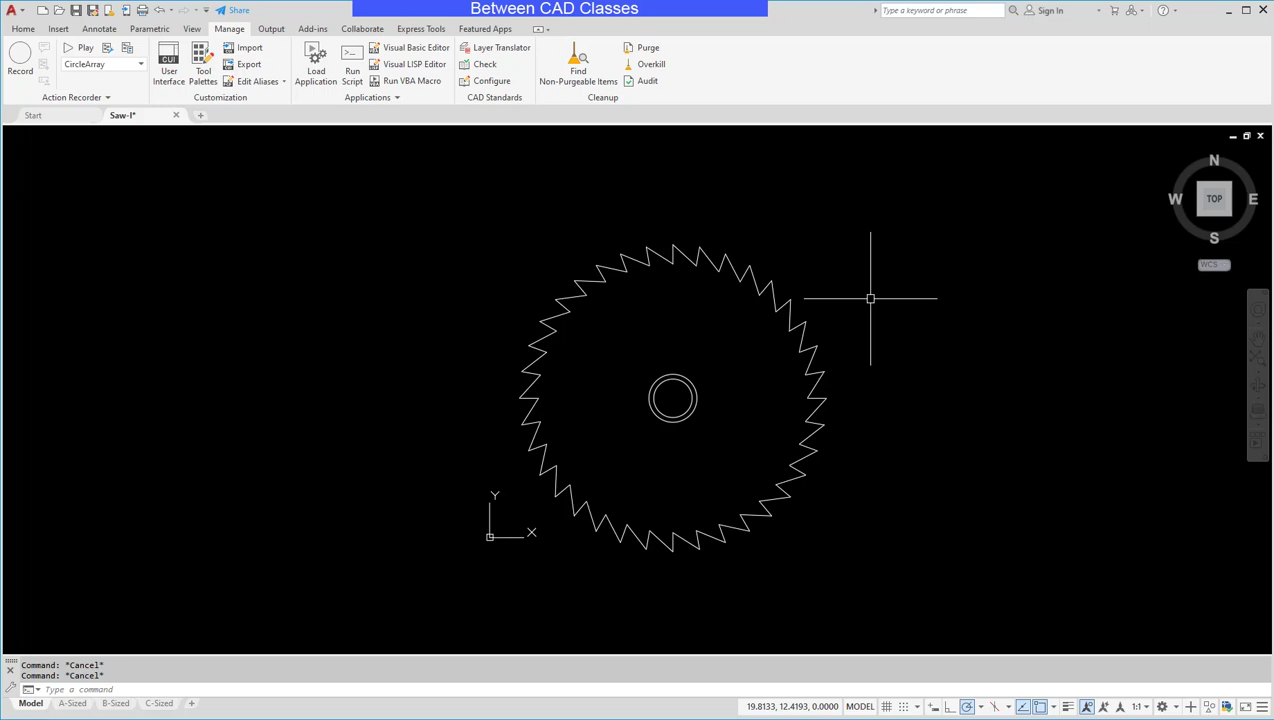 Between CAD Classes
Share
Type a keyword or phrase
Sign In
Home Insert Annotate Parametric View Manage Output Add-ins Collaborate Express Tools Featured Apps
Record
Play
CircleArray
Action Recorder
CUI
User Interface
Tool Palettes
Import
Export
Edit Aliases
Customization
Load Application
Run Script
Visual Basic Editor
Visual LISP Editor
Run VBA Macro
Applications
Layer Translator
Check
Configure
CAD Standards
Find Non-Purgeable Items
Purge
Overkill
Audit
Cleanup
Start Saw-I*
N
W TOP E
S
WCS
Y
X
Command: *Cancel*
Command: *Cancel*
Type a command
Model A-Sized B-Sized C-Sized
19.8133, 12.4193, 0.0000 MODEL 1:1